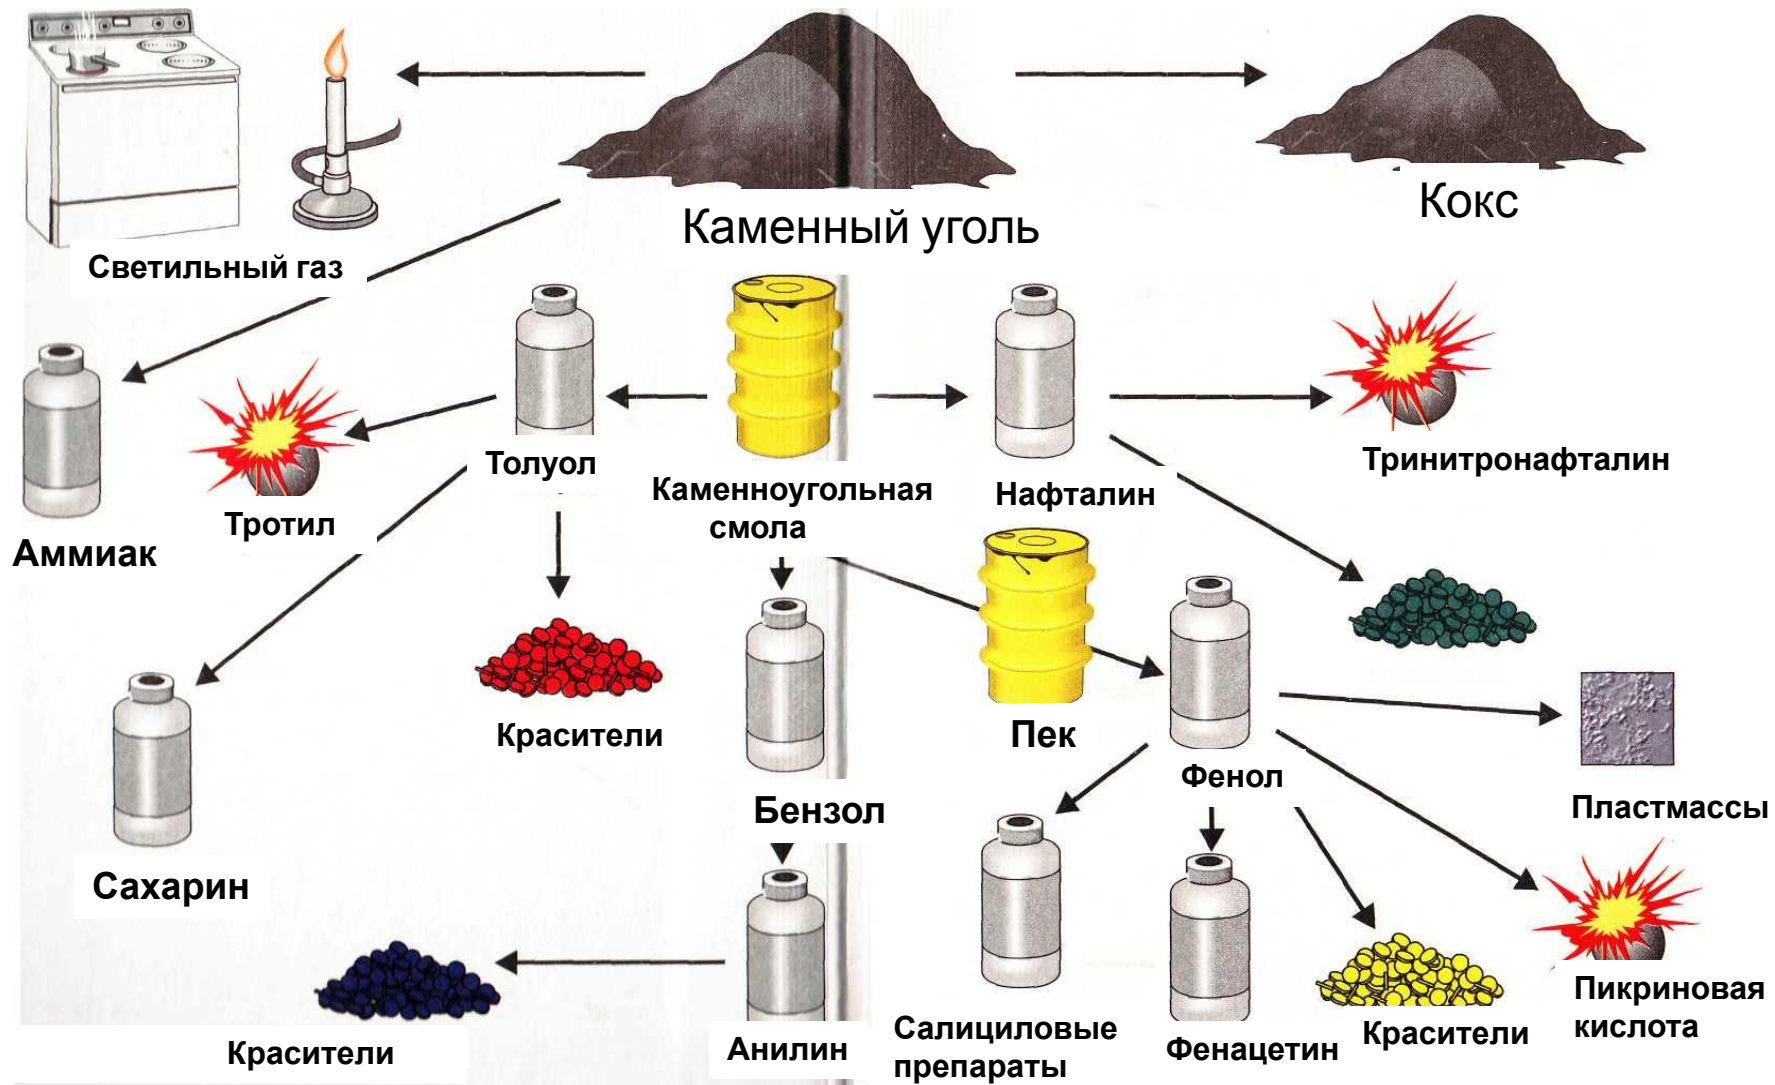 Каменный уголь
Кокс
Светильный газ
Толуол
Каменноугольная
смола
Нафталин
Тринитронафталин
Тротил
Аммиак
Красители
Пек
Фенол
Бензол
Пластмассы
Сахарин
Красители
Анилин
Салициловые
препараты
Фенацетин
Красители
Пикриновая
кислота